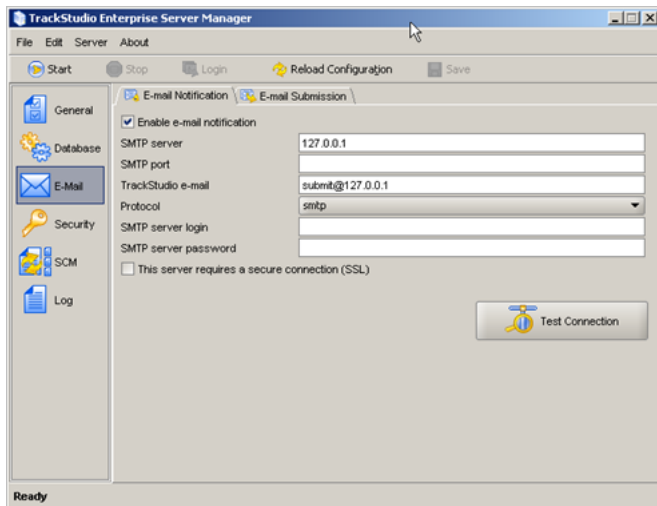 TrackStudio Enterprise Server Manager
File Edit Server About
Start Stop Login Reload Configuration Save
E-mail Notification E-mail Submission
General
Database
E-Mail
Security
SCM
Log
Enable e-mail notification
SMTP server 127.0.0.1
SMTP port
TrackStudio e-mail submit@127.0.0.1
Protocol smtp
SMTP server login
SMTP server password
This server requires a secure connection (SSL)
Test Connection
Ready